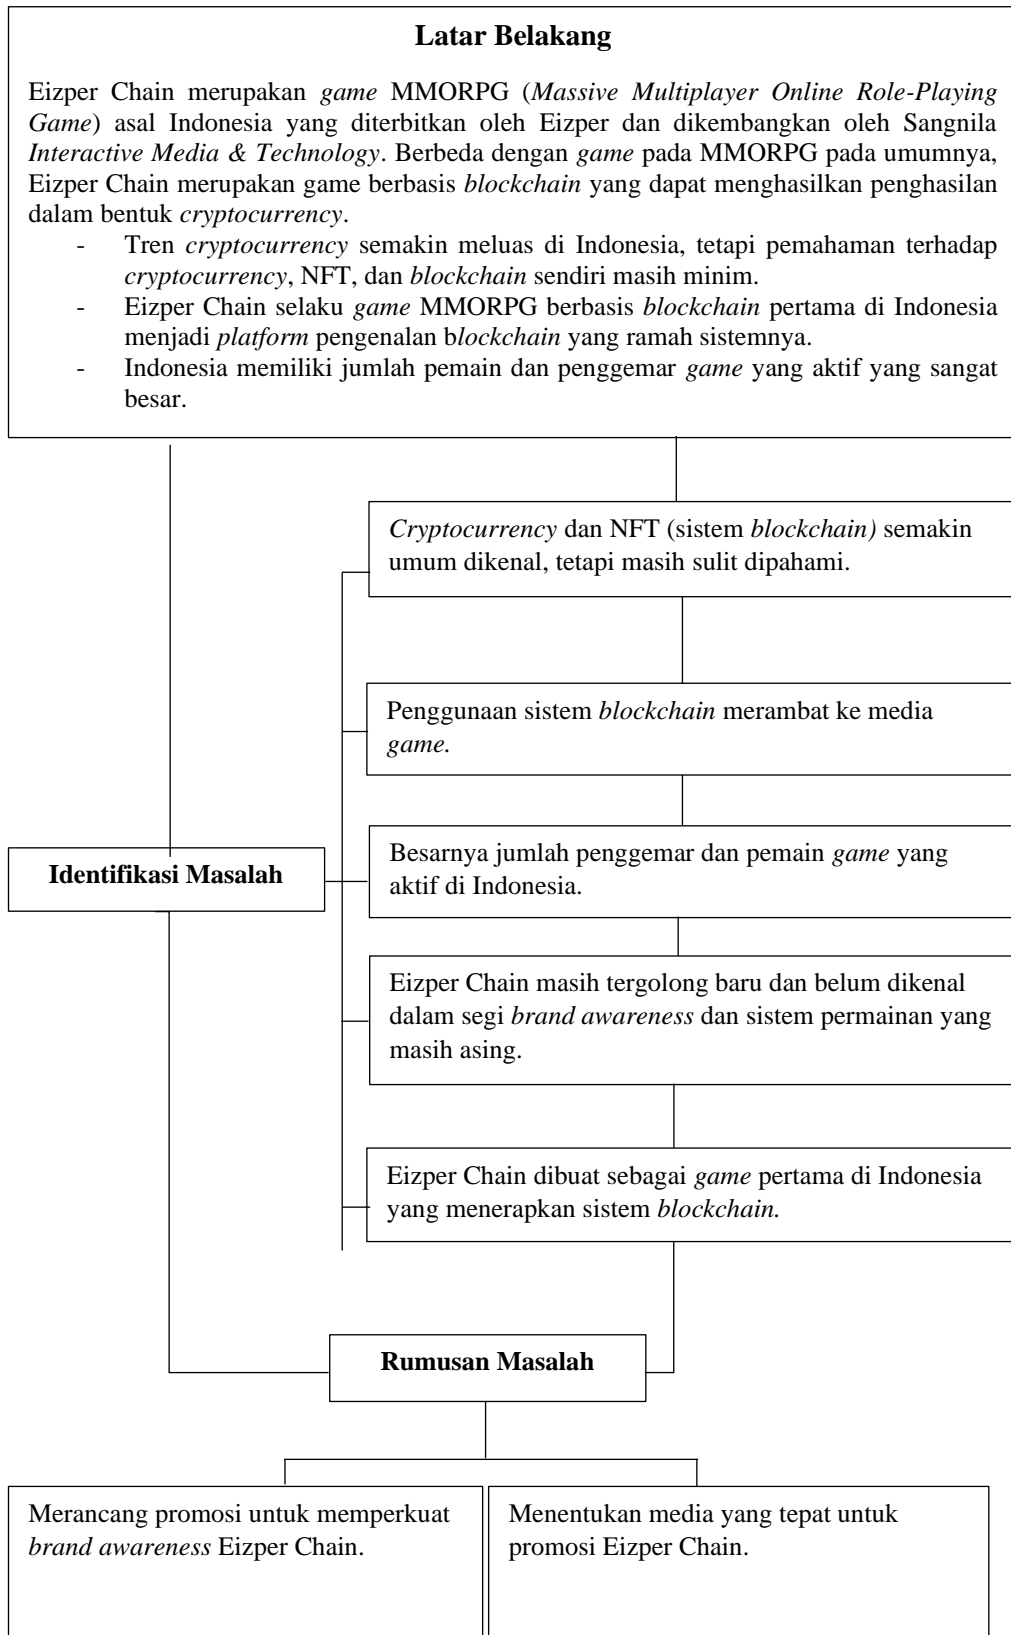 Latar Belakang
Eizper Chain merupakan game MMORPG (Massive Multiplayer Online Role-Playing
Game) asal Indonesia yang diterbitkan oleh Eizper dan dikembangkan oleh Sangnila
Interactive Media & Technology. Berbeda dengan game pada MMORPG pada umumnya,
Eizper Chain merupakan game berbasis blockchain yang dapat menghasilkan penghasilan
dalam bentuk cryptocurrency.
- Tren cryptocurrency semakin meluas di Indonesia, tetapi pemahaman terhadap
cryptocurrency, NFT, dan blockchain sendiri masih minim.
- Eizper Chain selaku game MMORPG berbasis blockchain pertama di Indonesia
menjadi platform pengenalan blockchain yang ramah sistemnya.
- Indonesia memiliki jumlah pemain dan penggemar game yang aktif yang sangat
besar.
Cryptocurrency dan NFT (sistem blockchain) semakin
umum dikenal, tetapi masih sulit dipahami.
Penggunaan sistem blockchain merambat ke media
game.
Identifikasi Masalah
Besarnya jumlah penggemar dan pemain game yang
aktif di Indonesia.
Eizper Chain masih tergolong baru dan belum dikenal
dalam segi brand awareness dan sistem permainan yang
masih asing.
Eizper Chain dibuat sebagai game pertama di Indonesia
yang menerapkan sistem blockchain.
Rumusan Masalah
Merancang promosi untuk memperkuat
brand awareness Eizper Chain.
Menentukan media yang tepat untuk
promosi Eizper Chain.